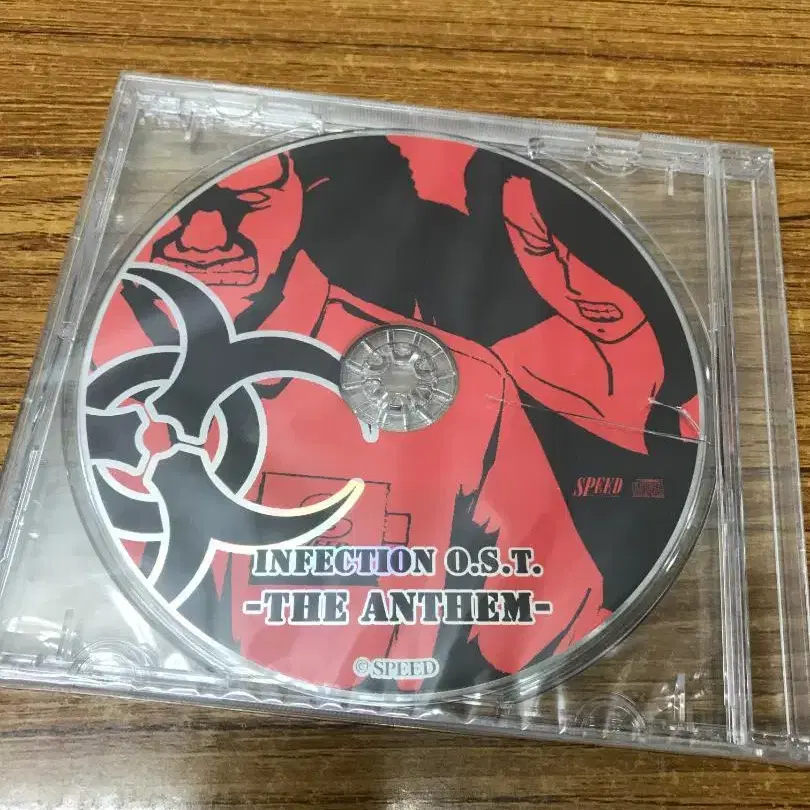 SPEED
INFECTION O.S.T.
-THE ANTHEM-
©SPEED